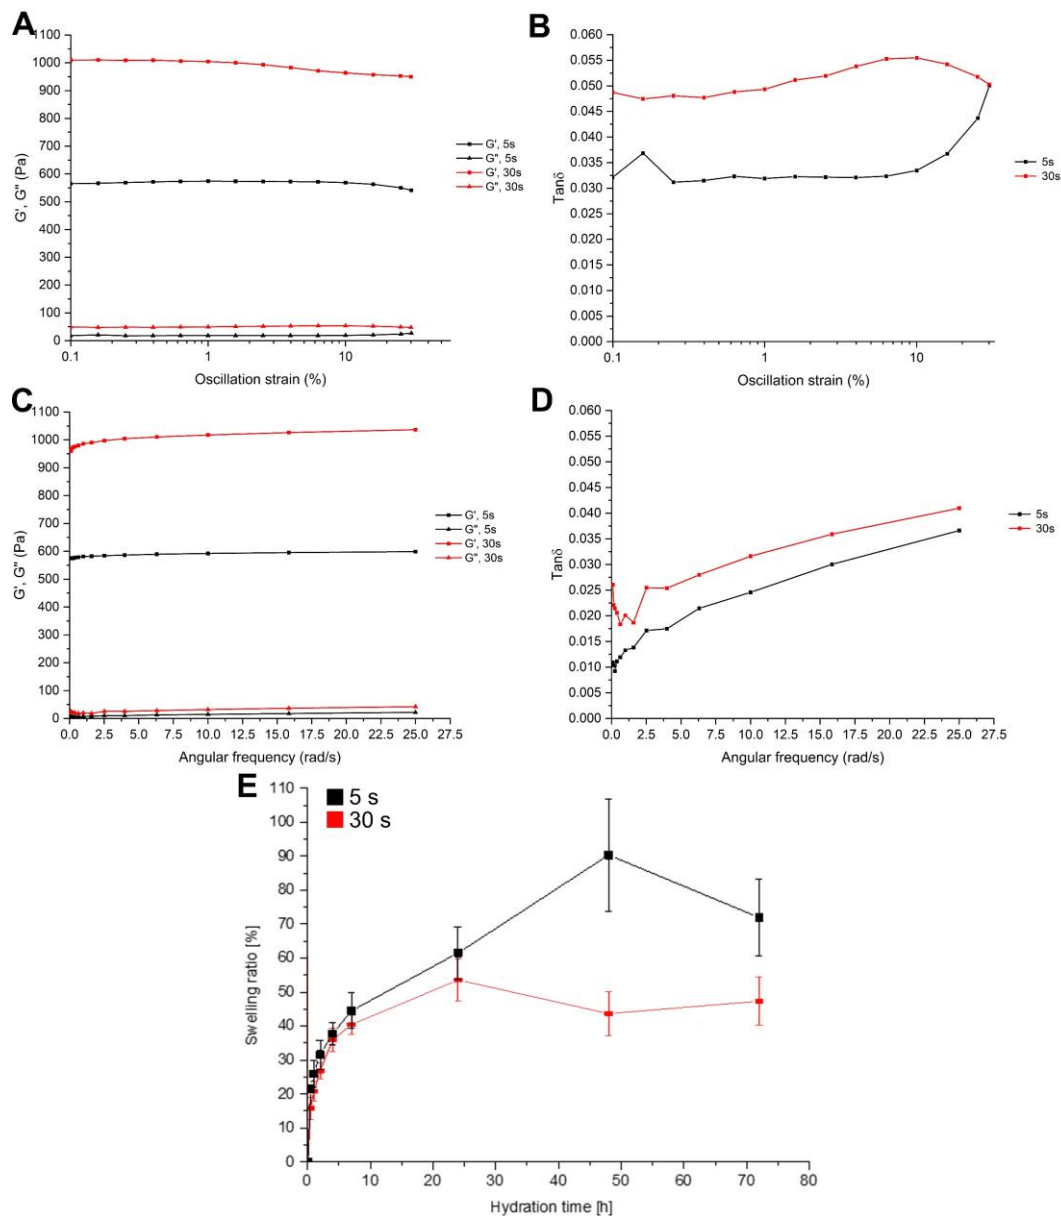 A
1100
1000
900
800
700
600
500
400
300
200
100
0
G', G" (Pa)
0.1
1
10
Oscillation strain (%)
G', 5s
G", 5s
G', 30s
G", 30s
B
0.060
0.055
0.050
0.045
0.040
0.035
0.030
0.025
0.020
0.015
0.010
0.005
0.000
Tanδ
0.1
1
10
Oscillation strain (%)
5s
30s
C
1100
1000
900
800
700
600
500
400
300
200
100
0
G', G" (Pa)
0.0 2.5 5.0 7.5 10.0 12.5 15.0 17.5 20.0 22.5 25.0 27.5
Angular frequency (rad/s)
G', 5s
G", 5s
G', 30s
G", 30s
D
0.060
0.055
0.050
0.045
0.040
0.035
0.030
0.025
0.020
0.015
0.010
0.005
0.000
Tanδ
0.0 2.5 5.0 7.5 10.0 12.5 15.0 17.5 20.0 22.5 25.0 27.5
Angular frequency (rad/s)
5s
30s
E
5 s
30 s
110
100
90
80
70
60
50
40
30
20
10
0
Swelling ratio [%]
0 10 20 30 40 50 60 70 80
Hydration time [h]